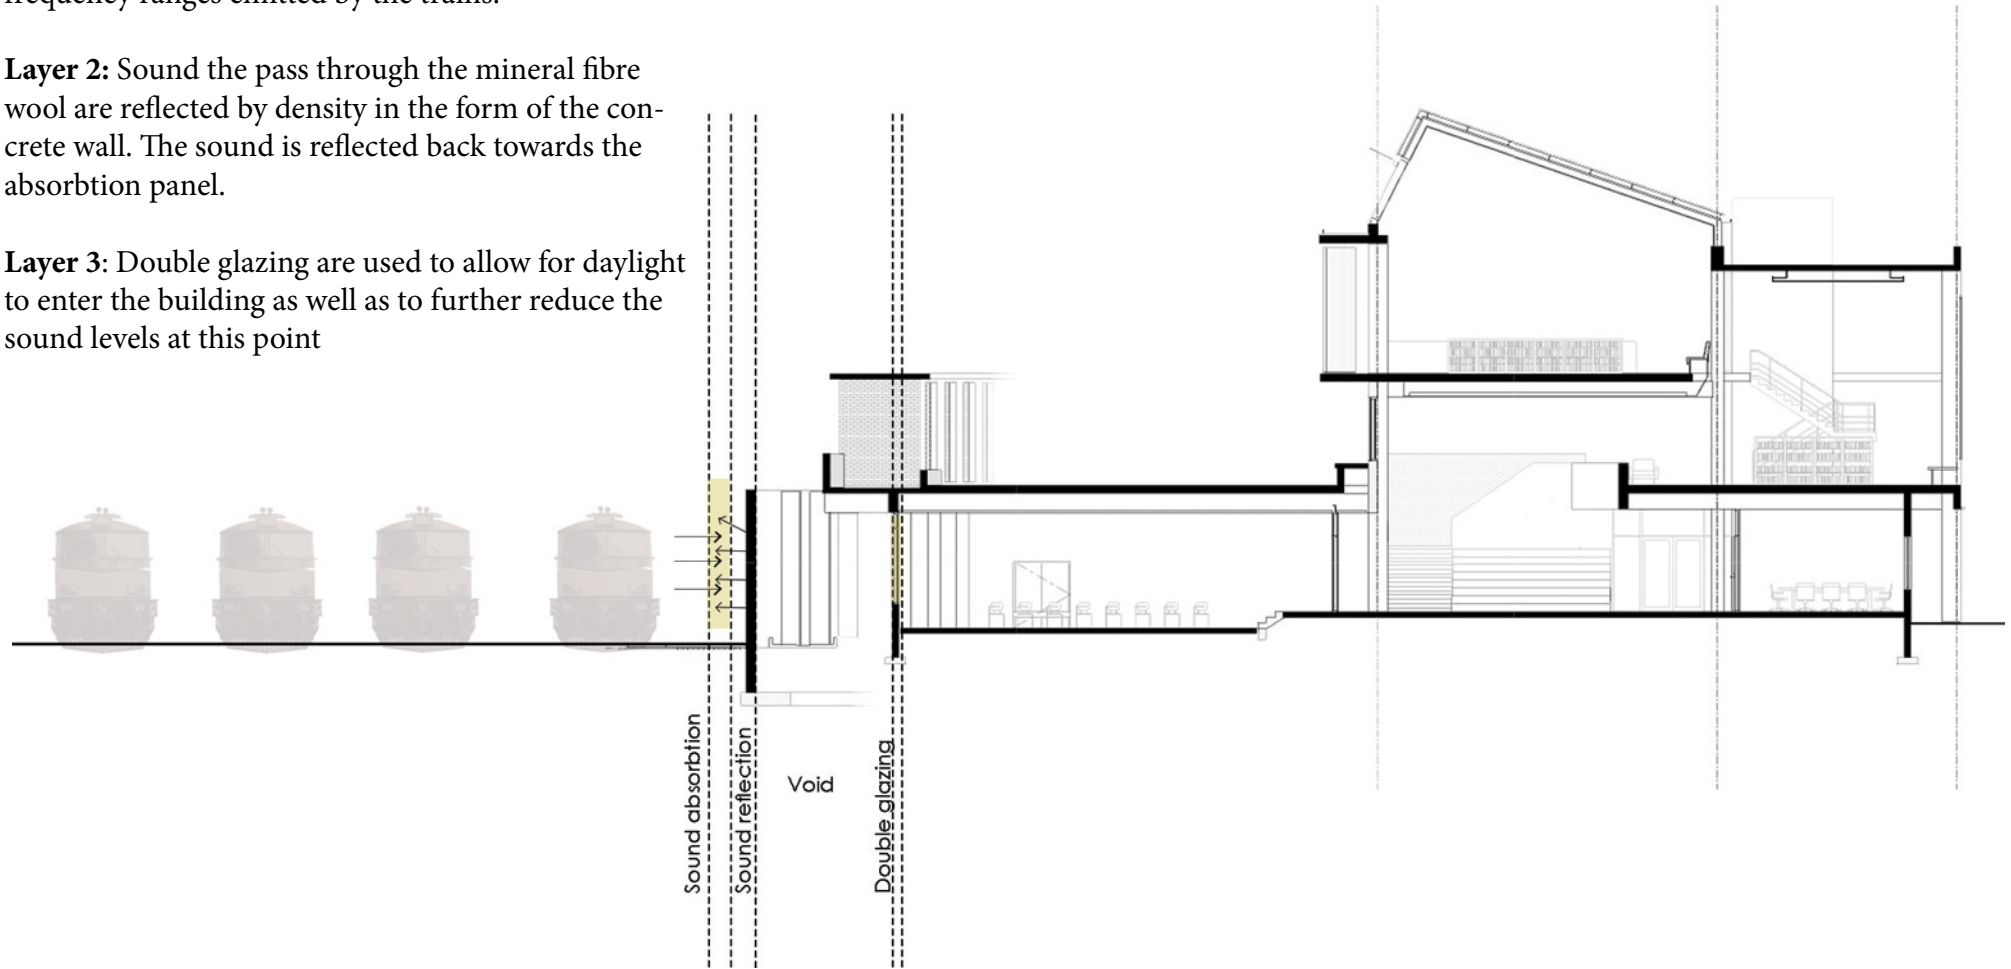 frequency ranges emitted by the trains.
Layer 2: Sound the pass through the mineral fibre
wool are reflected by density in the form of the con-
crete wall. The sound is reflected back towards the
absorbtion panel.
Layer 3: Double glazing are used to allow for daylight
to enter the building as well as to further reduce the
sound levels at this point
Sound absorbtion
Sound reflection
Void
Double glazing